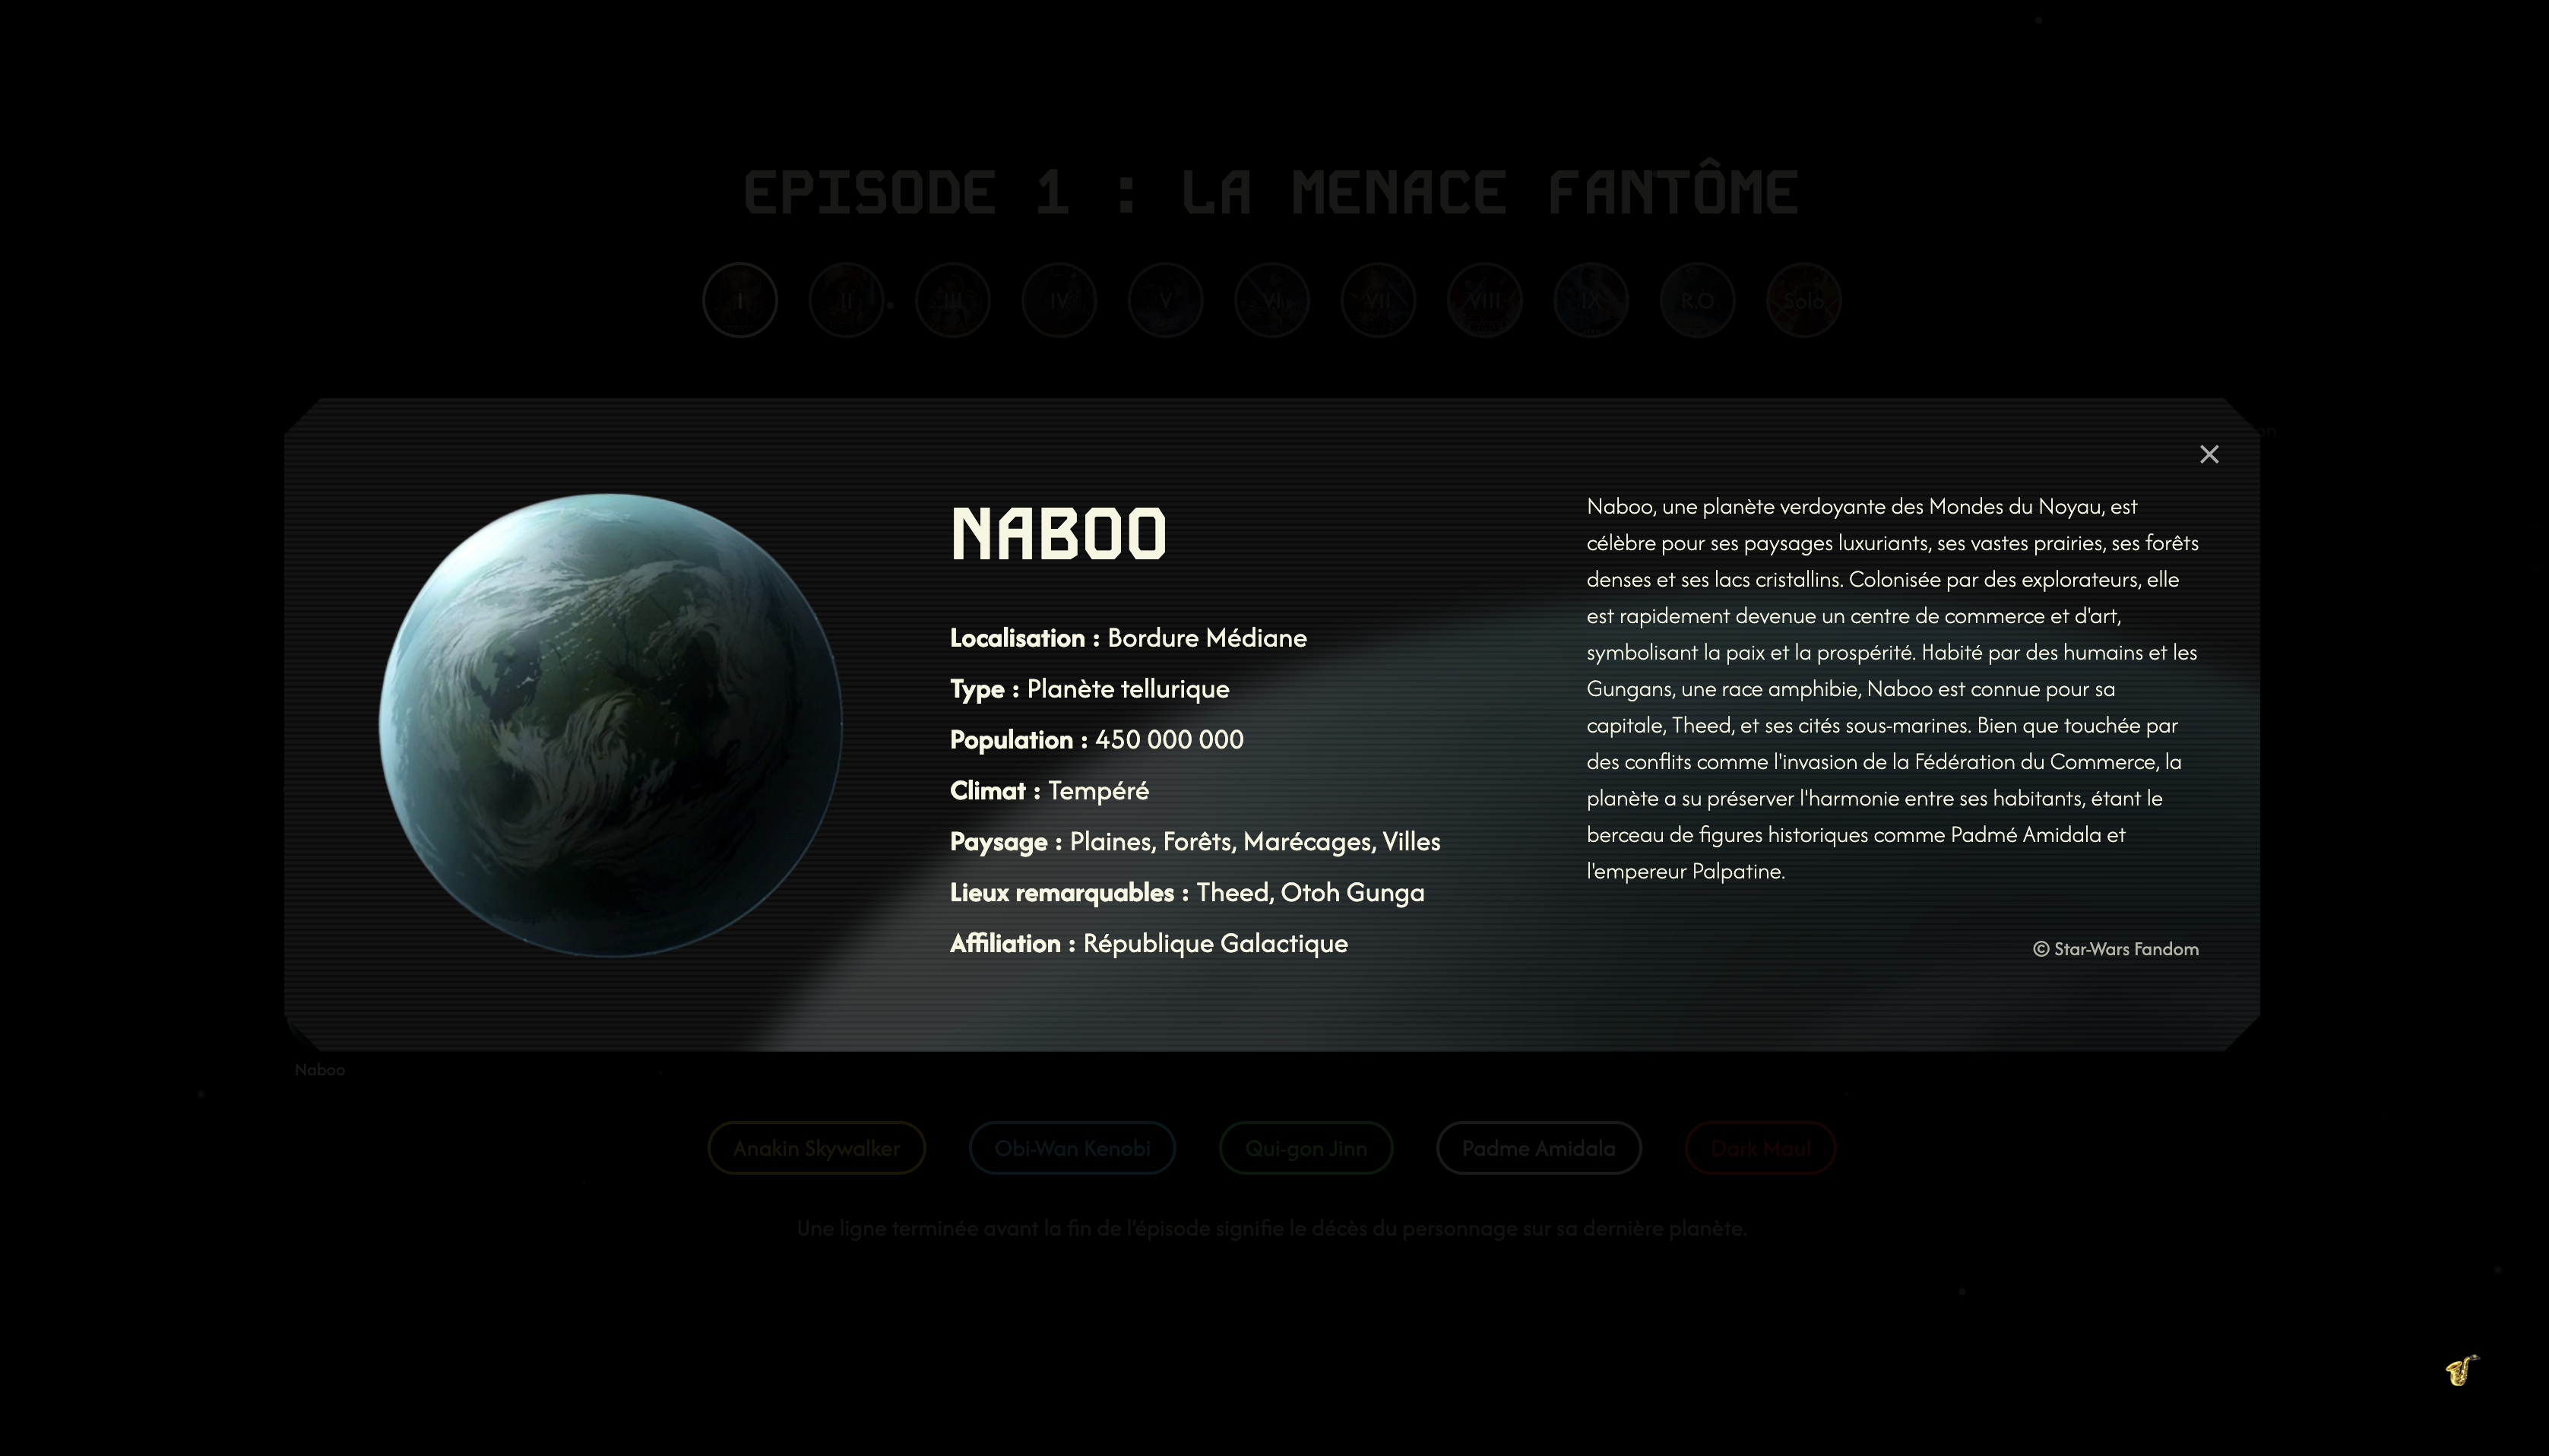 EPISODE 1 : LA MENACE FANTÔME
I II III IV V VI VII VIII IX R.O Solo
NABOO
Localisation : Bordure Médiane
Type : Planète tellurique
Population : 450 000 000
Climat : Tempéré
Paysage : Plaines, Forêts, Marécages, Villes
Lieux remarquables : Theed, Otoh Gunga
Affiliation : République Galactique
Naboo, une planète verdoyante des Mondes du Noyau, est
célèbre pour ses paysages luxuriants, ses vastes prairies, ses forêts
denses et ses lacs cristallins. Colonisée par des explorateurs, elle
est rapidement devenue un centre de commerce et d'art,
symbolisant la paix et la prospérité. Habité par des humains et les
Gungans, une race amphibie, Naboo est connue pour sa
capitale, Theed, et ses cités sous-marines. Bien que touchée par
des conflits comme l'invasion de la Fédération du Commerce, la
planète a su préserver l'harmonie entre ses habitants, étant le
berceau de figures historiques comme Padmé Amidala et
l'empereur Palpatine.
© Star-Wars Fandom
Naboo
Anakin Skywalker Obi-Wan Kenobi Qui-gon Jinn Padme Amidala Dark Maul
Une ligne terminée avant la fin de l'épisode signifie le décès du personnage sur sa dernière planète.